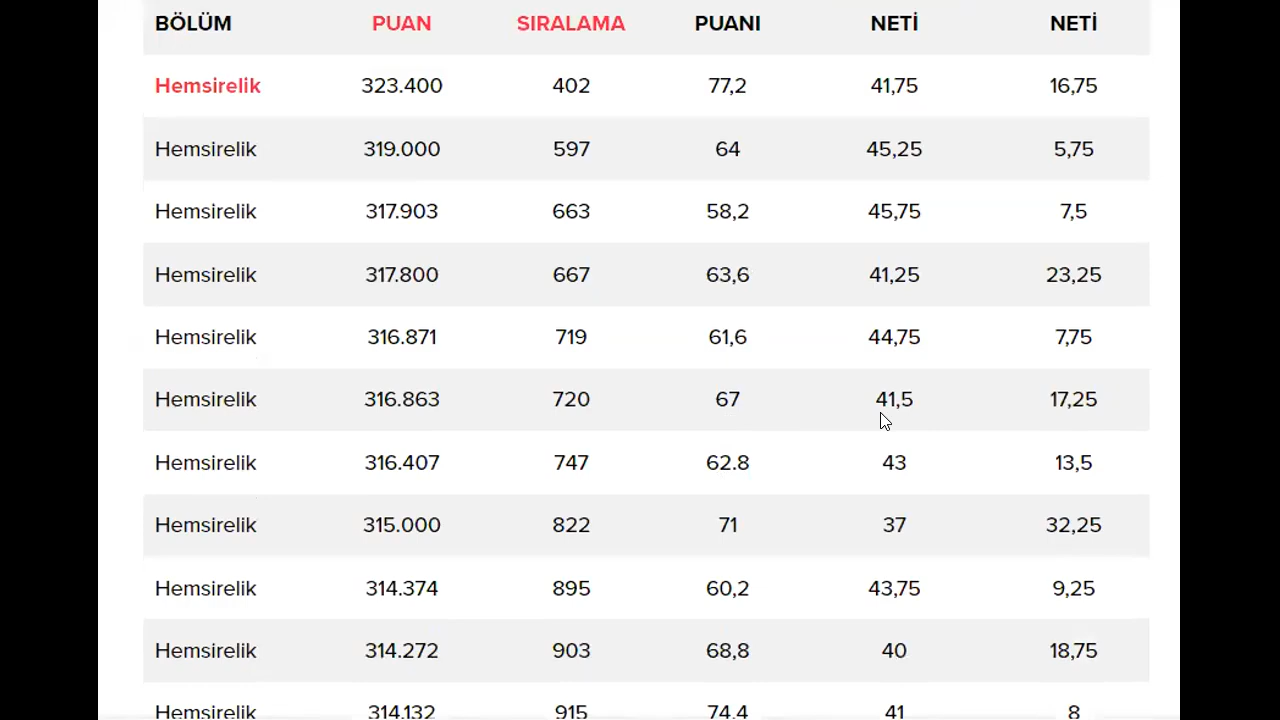 BÖLÜM PUAN SIRALAMA PUANI NETİ NETİ
Hemsirelik 323.400 402 77,2 41,75 16,75
Hemsirelik 319.000 597 64 45,25 5,75
Hemsirelik 317.903 663 58,2 45,75 7,5
Hemsirelik 317.800 667 63,6 41,25 23,25
Hemsirelik 316.871 719 61,6 44,75 7,75
Hemsirelik 316.863 720 67 41,5 17,25
Hemsirelik 316.407 747 62.8 43 13,5
Hemsirelik 315.000 822 71 37 32,25
Hemsirelik 314.374 895 60,2 43,75 9,25
Hemsirelik 314.272 903 68,8 40 18,75
Hemsirelik 314.132 915 74.4 41 8